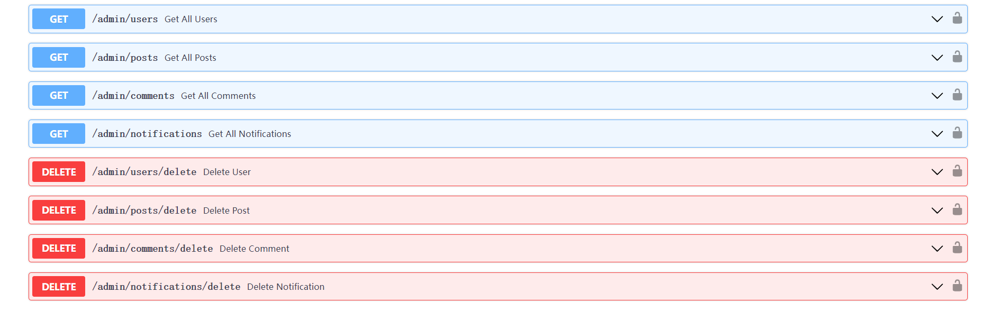 GET /admin/users Get All Users
GET /admin/posts Get All Posts
GET /admin/comments Get All Comments
GET /admin/notifications Get All Notifications
DELETE /admin/users/delete Delete User
DELETE /admin/posts/delete Delete Post
DELETE /admin/comments/delete Delete Comment
DELETE /admin/notifications/delete Delete Notification